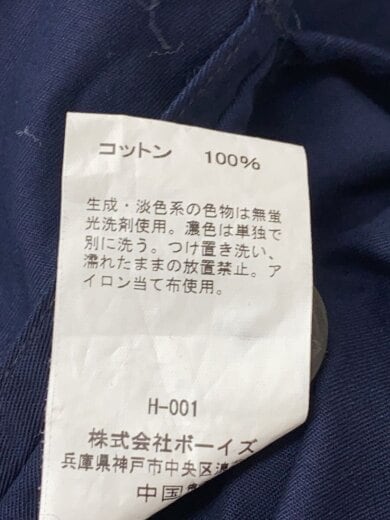 コットン 100%
生成・淡色系の色物は無蛍
光洗剤使用。濃色は単独で
別に洗う。つけ置き洗い、
濡れたままの放置禁止。ア
イロン当て布使用。
H-001
株式会社ボーイズ
兵庫県神戸市中央区
中国